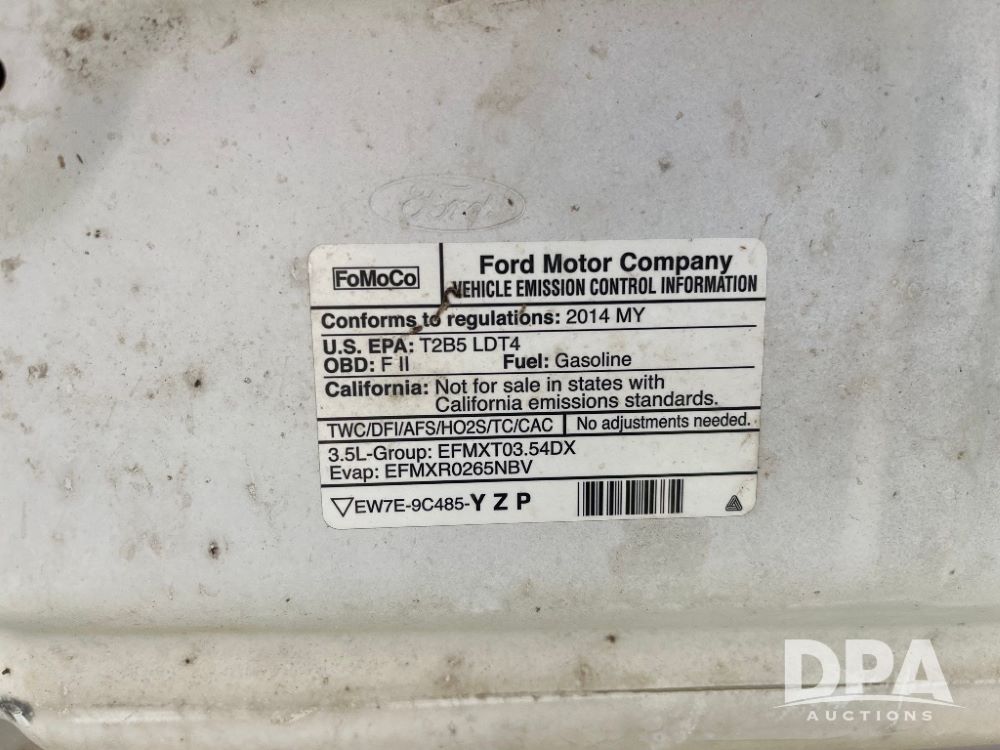 Ford
FoMoCo
Ford Motor Company
VEHICLE EMISSION CONTROL INFORMATION
Conforms to regulations: 2014 MY
U.S. EPA: T2B5 LDT4
OBD: F II Fuel: Gasoline
California: Not for sale in states with
California emissions standards.
TWC/DFI/AFS/HO2S/TC/CAC No adjustments needed.
3.5L-Group: EFMXT03.54DX
Evap: EFMXR0265NBV
EW7E-9C485-Y Z P
DPA
AUCTIONS